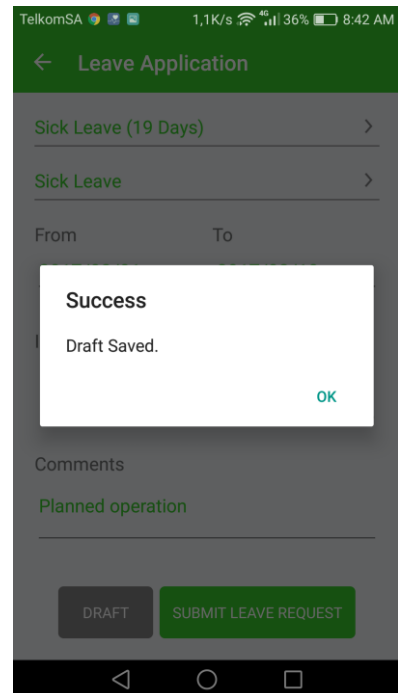 TelkomSA 1,1K/s 4G 36% 8:42 AM
Leave Application
Sick Leave (19 Days)
Sick Leave
From To
Success
Draft Saved.
OK
Comments
Planned operation
DRAFT SUBMIT LEAVE REQUEST